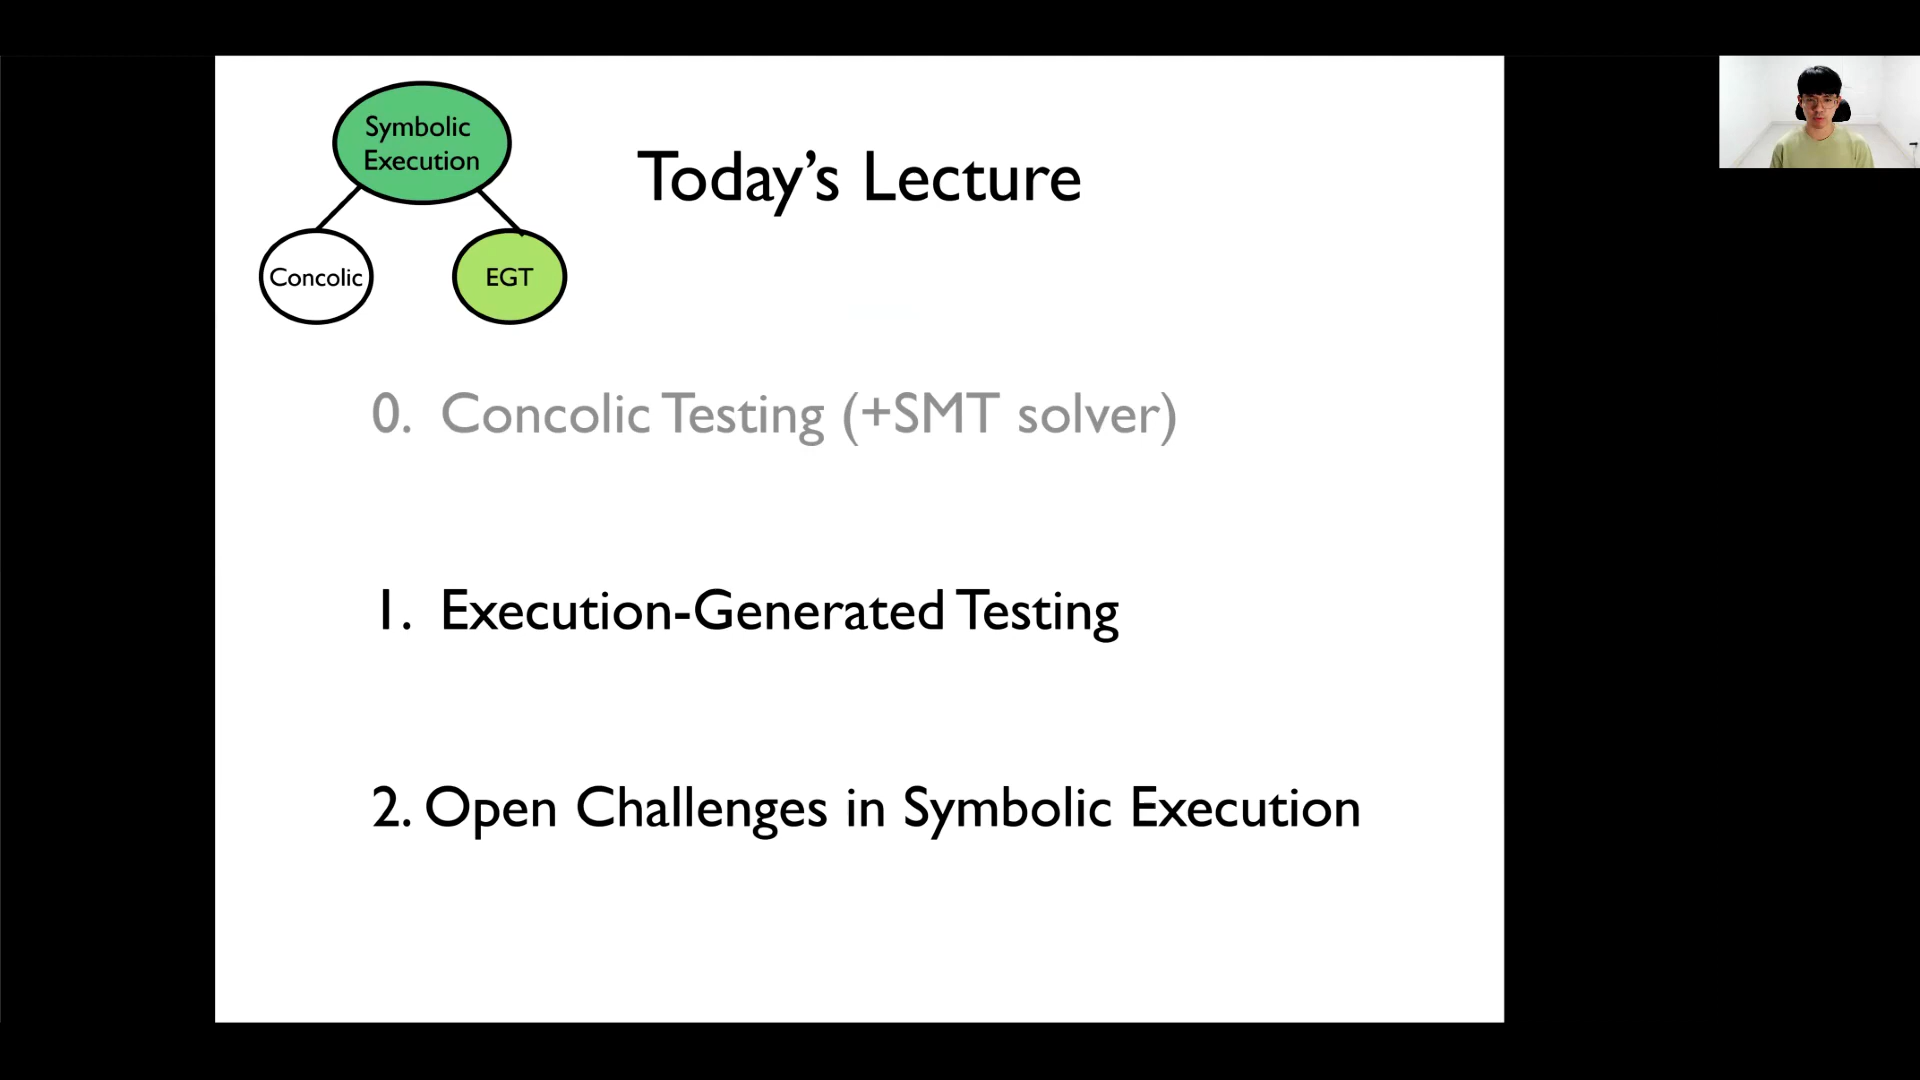 Symbolic
Execution
Concolic
EGT
Today's Lecture
0. Concolic Testing (+SMT solver)
1. Execution-Generated Testing
2. Open Challenges in Symbolic Execution